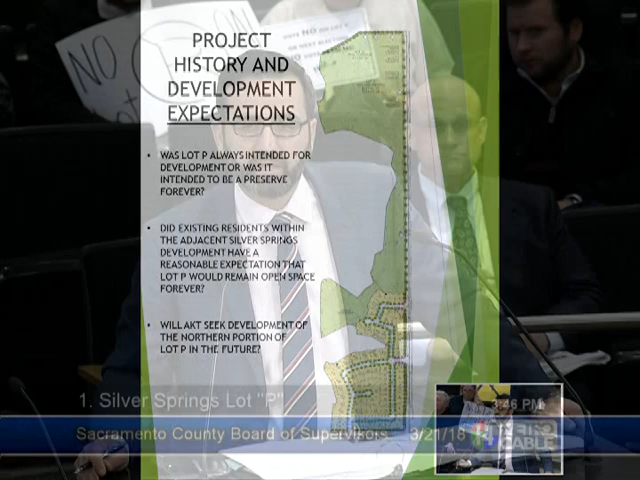 NO
PROJECT
HISTORY AND
DEVELOPMENT
EXPECTATIONS
• WAS LOT P ALWAYS INTENDED FOR
DEVELOPMENT OR WAS IT
INTENDED TO BE A PRESERVE
FOREVER?
• DID EXISTING RESIDENTS WITHIN
THE ADJACENT SILVER SPRINGS
DEVELOPMENT HAVE A
REASONABLE EXPECTATION THAT
LOT P WOULD REMAIN OPEN SPACE
FOREVER?
• WILL AKT SEEK DEVELOPMENT OF
THE NORTHERN PORTION OF
LOT P IN THE FUTURE?
1. Silver Springs Lot "P"
3:46 PM
Sacramento County Board of Supervisors 3/21/18
METRO
CABLE